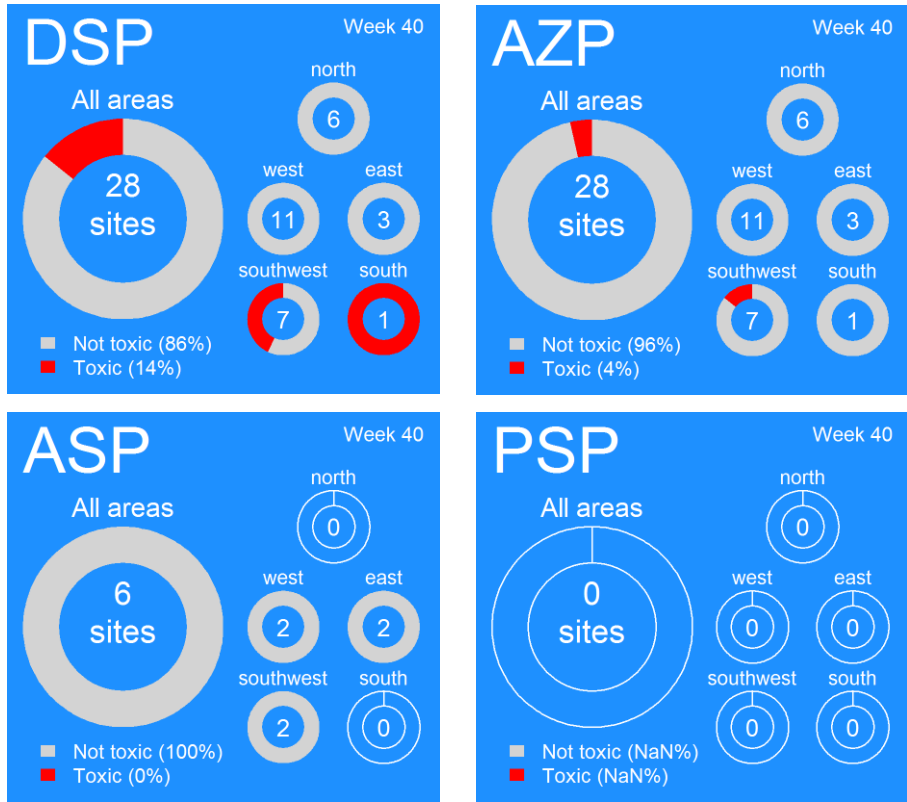 DSP
Week 40
north
All areas
6
28
sites
west
east
11
3
southwest
south
7
1
Not toxic (86%)
Toxic (14%)
AZP
Week 40
north
All areas
6
28
sites
west
east
11
3
southwest
south
7
1
Not toxic (96%)
Toxic (4%)
ASP
Week 40
north
All areas
0
6
sites
west
east
2
2
southwest
south
2
0
Not toxic (100%)
Toxic (0%)
PSP
Week 40
north
All areas
0
0
sites
west
east
0
0
southwest
south
0
0
Not toxic (NaN%)
Toxic (NaN%)